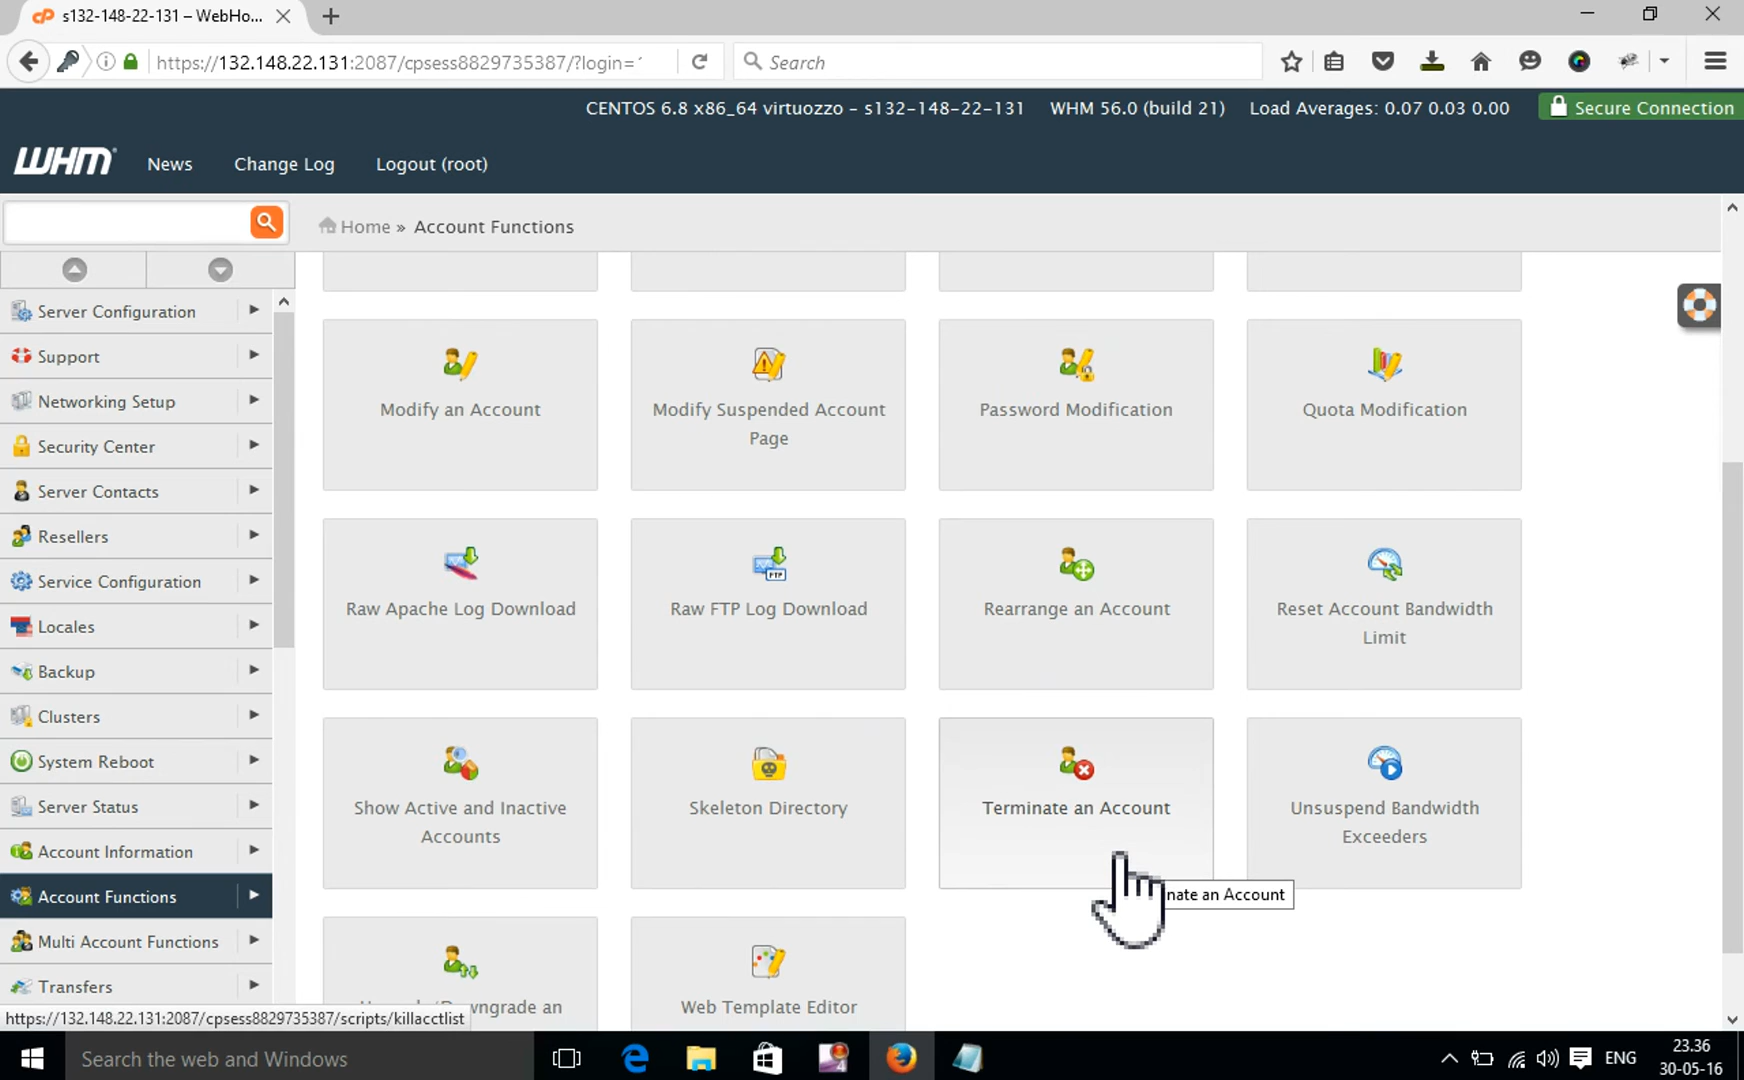 s132-148-22-131 – WebHo...
https://132.148.22.131:2087/cpsess8829735387/?login=
Search
CENTOS 6.8 x86_64 virtuozzo – s132-148-22-131
WHM 56.0 (build 21)
Load Averages: 0.07 0.03 0.00
Secure Connection
WHM
News
Change Log
Logout (root)
Home » Account Functions
Server Configuration
Support
Networking Setup
Security Center
Server Contacts
Resellers
Service Configuration
Locales
Backup
Clusters
System Reboot
Server Status
Account Information
Account Functions
Multi Account Functions
Transfers
Modify an Account
Modify Suspended Account
Page
Password Modification
Quota Modification
Raw Apache Log Download
FTP
Raw FTP Log Download
Rearrange an Account
Reset Account Bandwidth
Limit
Show Active and Inactive
Accounts
Skeleton Directory
Terminate an Account
Unsuspend Bandwidth
Exceeders
nate an Account
ngrade an
Web Template Editor
https://132.148.22.131:2087/cpsess8829735387/scripts/killacctlist
Search the web and Windows
4
ENG
23.36
30-05-16